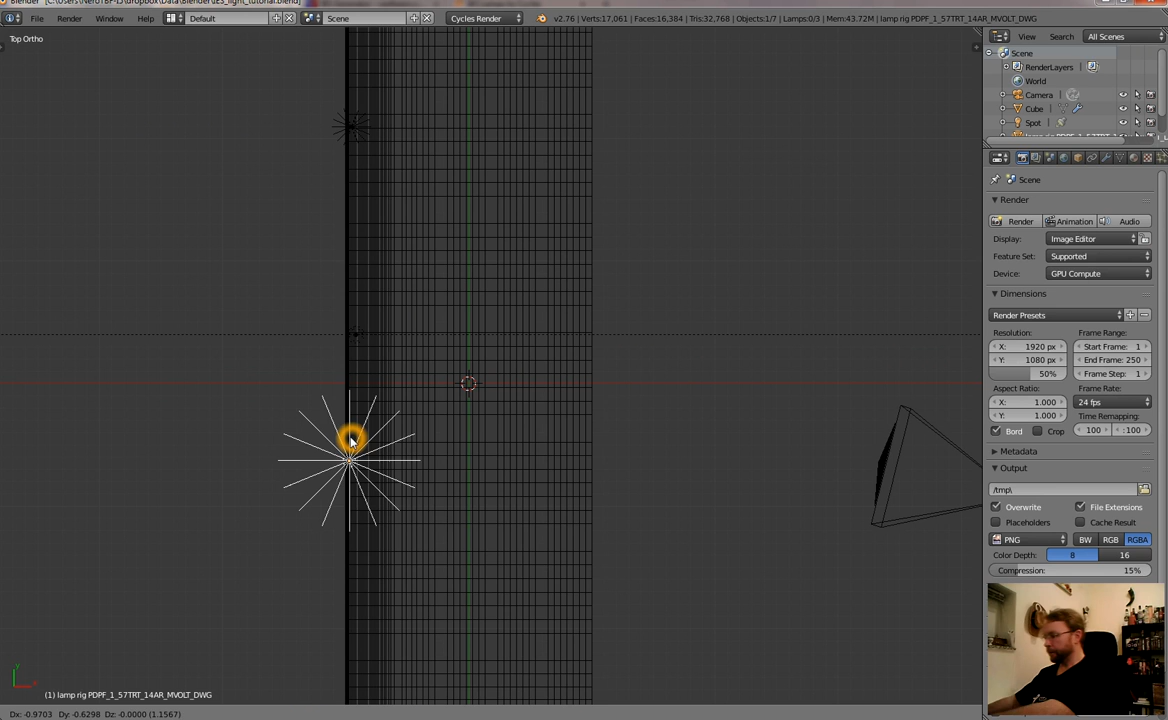 Blender [C:\Users\NeroTBF-LJ\dropbox\Data\Blender\IES_light_tutorial.blend]
File Render Window Help Default Scene Cycles Render v2.76 | Verts:17,061 | Faces:16,384 | Tris:32,768 | Objects:1/7 | Lamps:0/3 | Mem:43.72M | lamp rig PDPF_1_57TRT_14AR_MVOLT_DWG
View Search All Scenes
Top Ortho
Scene
RenderLayers
World
Camera
Cube
Spot
Scene
Render
Render Animation Audio
Display: Image Editor
Feature Set: Supported
Device: GPU Compute
Dimensions
Render Presets
Resolution: Frame Range:
X: 1920 px Start Frame: 1
Y: 1080 px End Frame: 250
50% Frame Step: 1
Aspect Ratio: Frame Rate:
X: 1.000 24 fps
Y: 1.000 Time Remapping:
Bord Crop 100 :100
Metadata
Output
/tmp\
Overwrite File Extensions
Placeholders Cache Result
PNG BW RGB RGBA
Color Depth: 8 16
Compression: 15%
y
x
(1) lamp rig PDPF_1_57TRT_14AR_MVOLT_DWG
Dx: -0.9703 Dy: -0.6298 Dz: -0.0000 (1.1567)